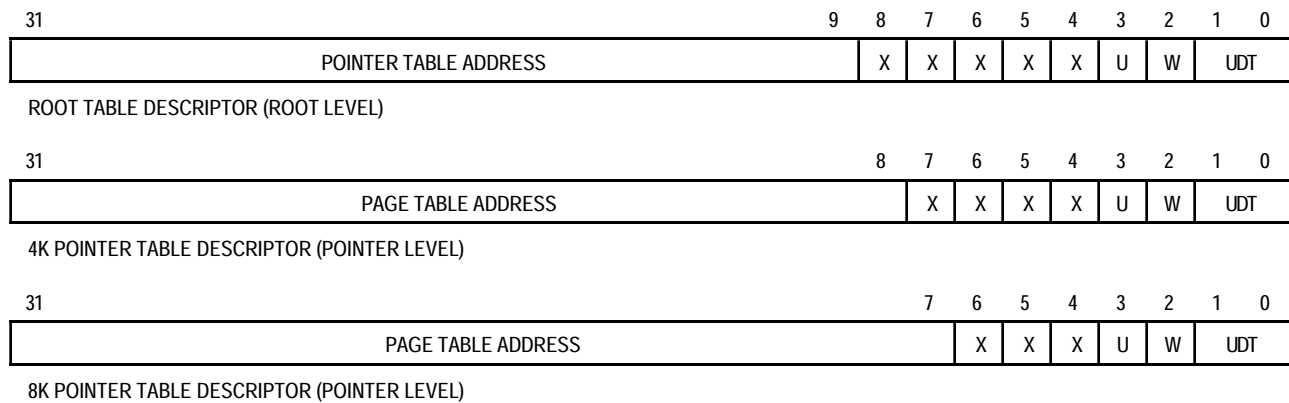 31 9 8 7 6 5 4 3 2 1 0
POINTER TABLE ADDRESS X X X X X U W UDT
ROOT TABLE DESCRIPTOR (ROOT LEVEL)
31 8 7 6 5 4 3 2 1 0
PAGE TABLE ADDRESS X X X X U W UDT
4K POINTER TABLE DESCRIPTOR (POINTER LEVEL)
31 7 6 5 4 3 2 1 0
PAGE TABLE ADDRESS X X X U W UDT
8K POINTER TABLE DESCRIPTOR (POINTER LEVEL)